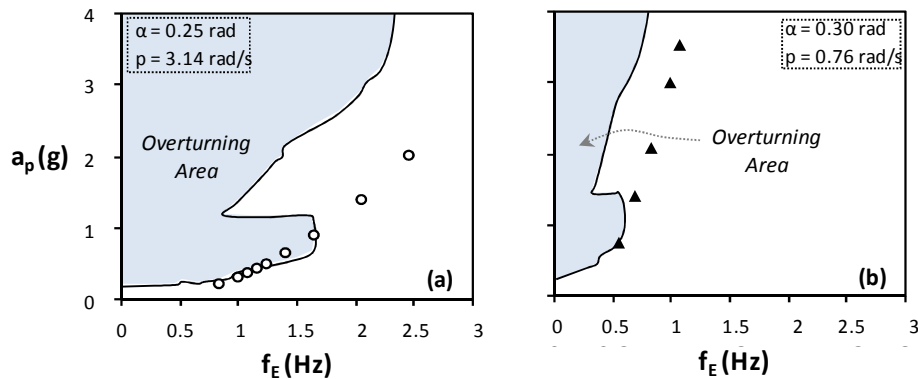 4
α = 0.25 rad
p = 3.14 rad/s
3
Overturning
Area
aₚ (g)
2
1
0
(a)
0 0.5 1 1.5 2 2.5 3
f_E (Hz)
α = 0.30 rad
p = 0.76 rad/s
Overturning
Area
(b)
0 0.5 1 1.5 2 2.5 3
f_E (Hz)